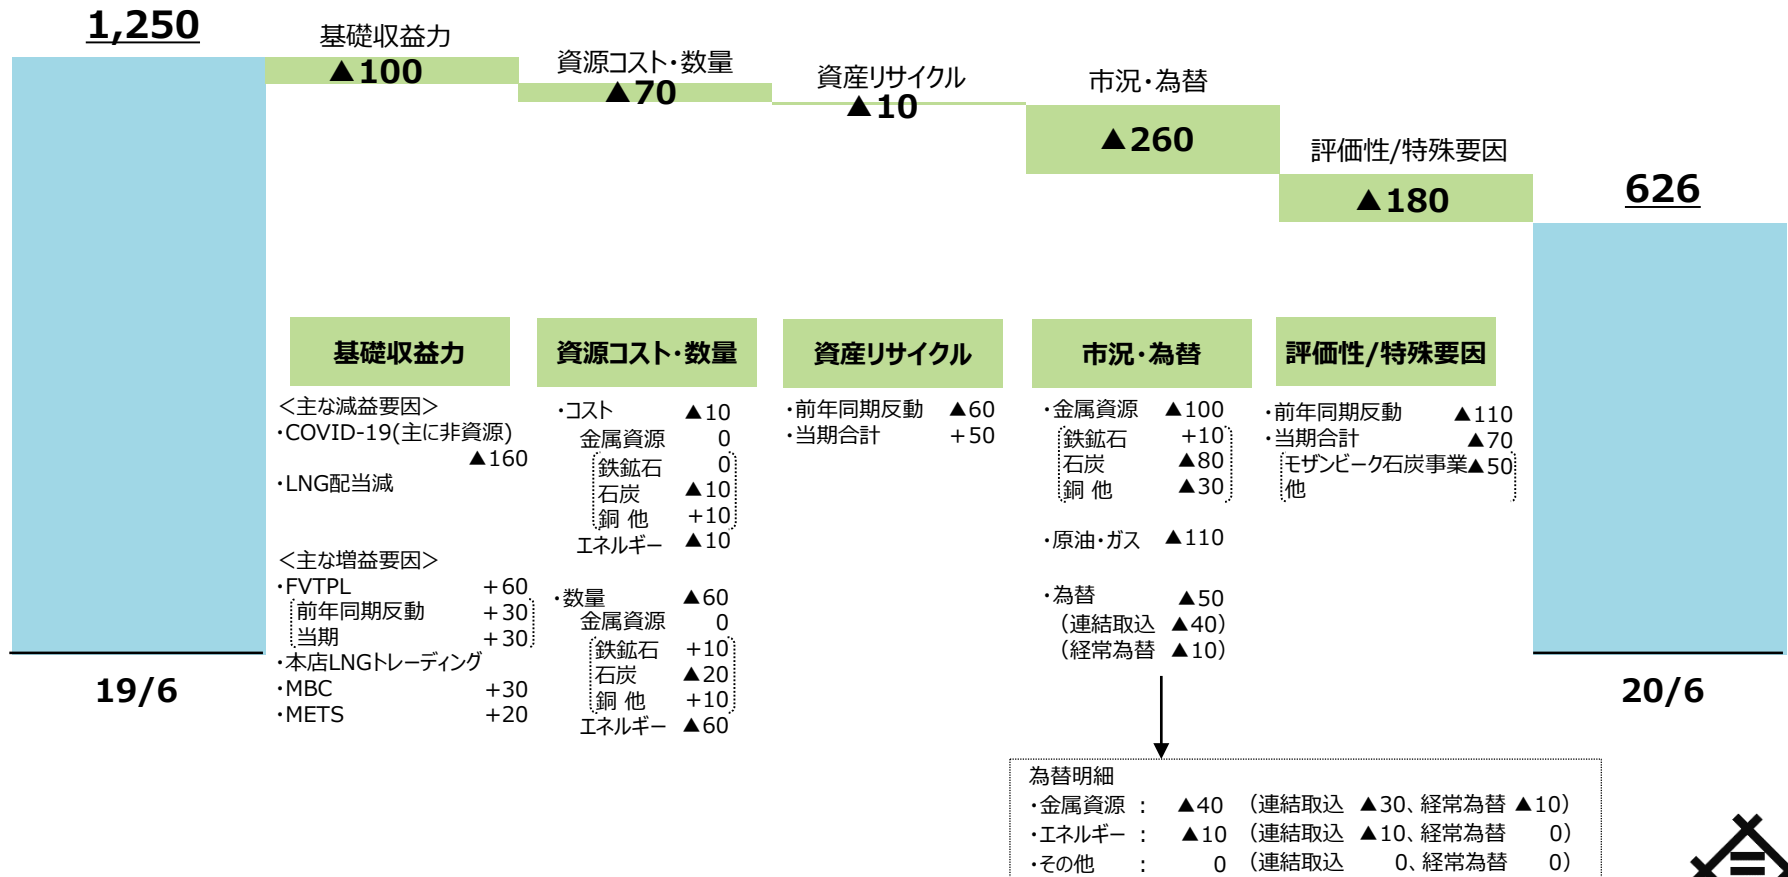 1,250
基礎収益力
▲100
資源コスト・数量
▲70
資産リサイクル
▲10
市況・為替
▲260
評価性/特殊要因
▲180
626
19/6
20/6
基礎収益力
<主な減益要因>
・COVID-19(主に非資源)
▲160
・LNG配当減
<主な増益要因>
・FVTPL +60
前年同期反動 +30
当期 +30
・本店LNGトレーディング
・MBC +30
・METS +20
資源コスト・数量
・コスト ▲10
金属資源 0
鉄鉱石 0
石炭 ▲10
銅 他 +10
エネルギー ▲10
・数量 ▲60
金属資源 0
鉄鉱石 +10
石炭 ▲20
銅 他 +10
エネルギー ▲60
資産リサイクル
・前年同期反動 ▲60
・当期合計 +50
市況・為替
・金属資源 ▲100
鉄鉱石 +10
石炭 ▲80
銅 他 ▲30
・原油・ガス ▲110
・為替 ▲50
(連結取込 ▲40)
(経常為替 ▲10)
評価性/特殊要因
・前年同期反動 ▲110
・当期合計 ▲70
モザンビーク石炭事業▲50
他
為替明細
・金属資源 : ▲40 (連結取込 ▲30、経常為替 ▲10)
・エネルギー : ▲10 (連結取込 ▲10、経常為替 0)
・その他 : 0 (連結取込 0、経常為替 0)